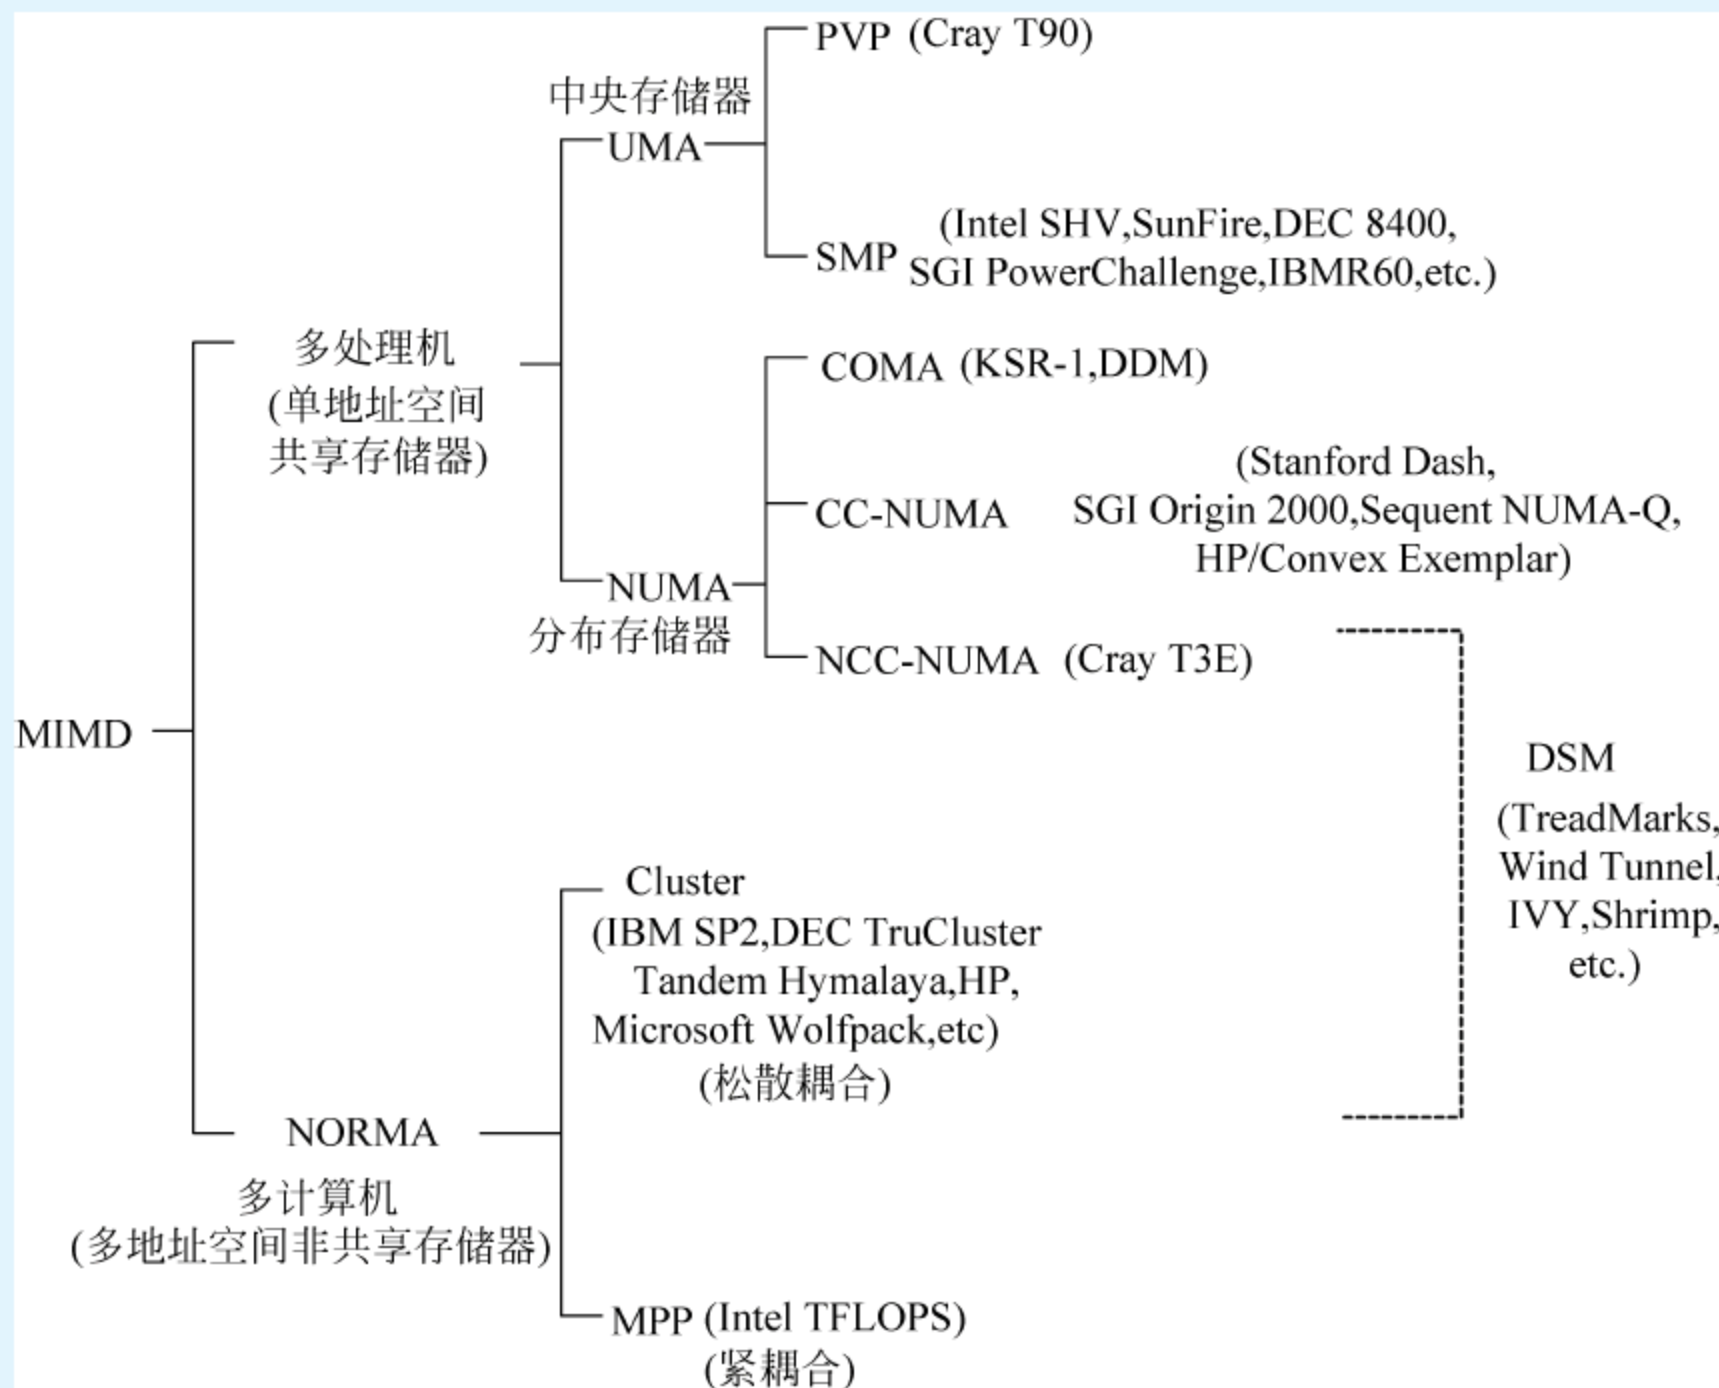 PVP (Cray T90)
中央存储器
UMA
(Intel SHV,SunFire,DEC 8400,
SMP SGI PowerChallenge,IBMR60,etc.)
多处理机
(单地址空间
共享存储器)
COMA (KSR-1,DDM)
(Stanford Dash,
CC-NUMA SGI Origin 2000,Sequent NUMA-Q,
HP/Convex Exemplar)
NUMA
分布存储器
NCC-NUMA (Cray T3E)
MIMD
DSM
(TreadMarks,
Wind Tunnel,
IVY,Shrimp,
etc.)
Cluster
(IBM SP2,DEC TruCluster
Tandem Hymalaya,HP,
Microsoft Wolfpack,etc)
(松散耦合)
NORMA
多计算机
(多地址空间非共享存储器)
MPP (Intel TFLOPS)
(紧耦合)